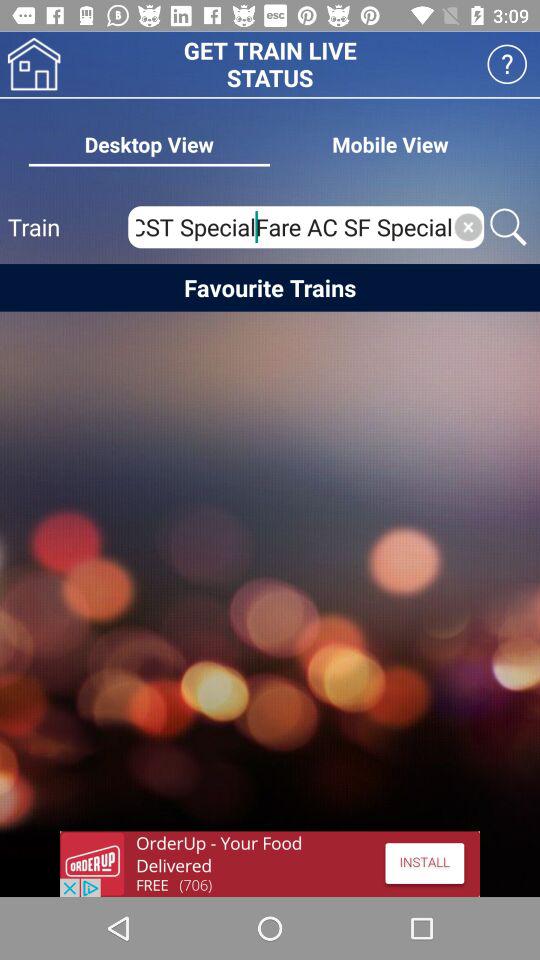 3:09
GET TRAIN LIVE
STATUS
?
Desktop View
Mobile View
Train
CST SpecialFare AC SF Special
Favourite Trains
ORDERUP
OrderUp - Your Food
Delivered
FREE (706)
INSTALL